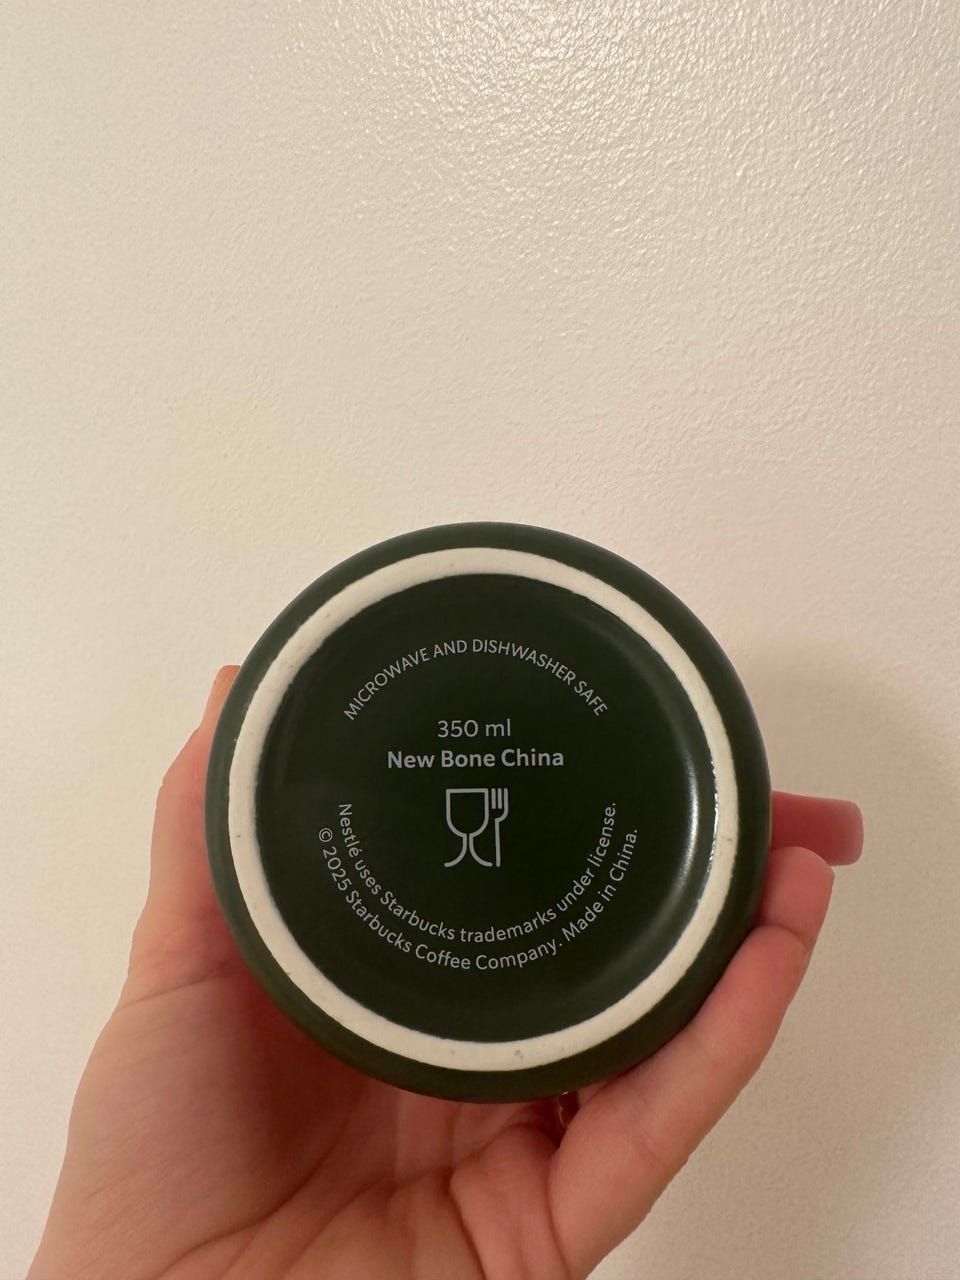 MICROWAVE AND DISHWASHER SAFE
350 ml
New Bone China
Nestlé uses Starbucks trademarks under license.
© 2025 Starbucks Coffee Company. Made in China.